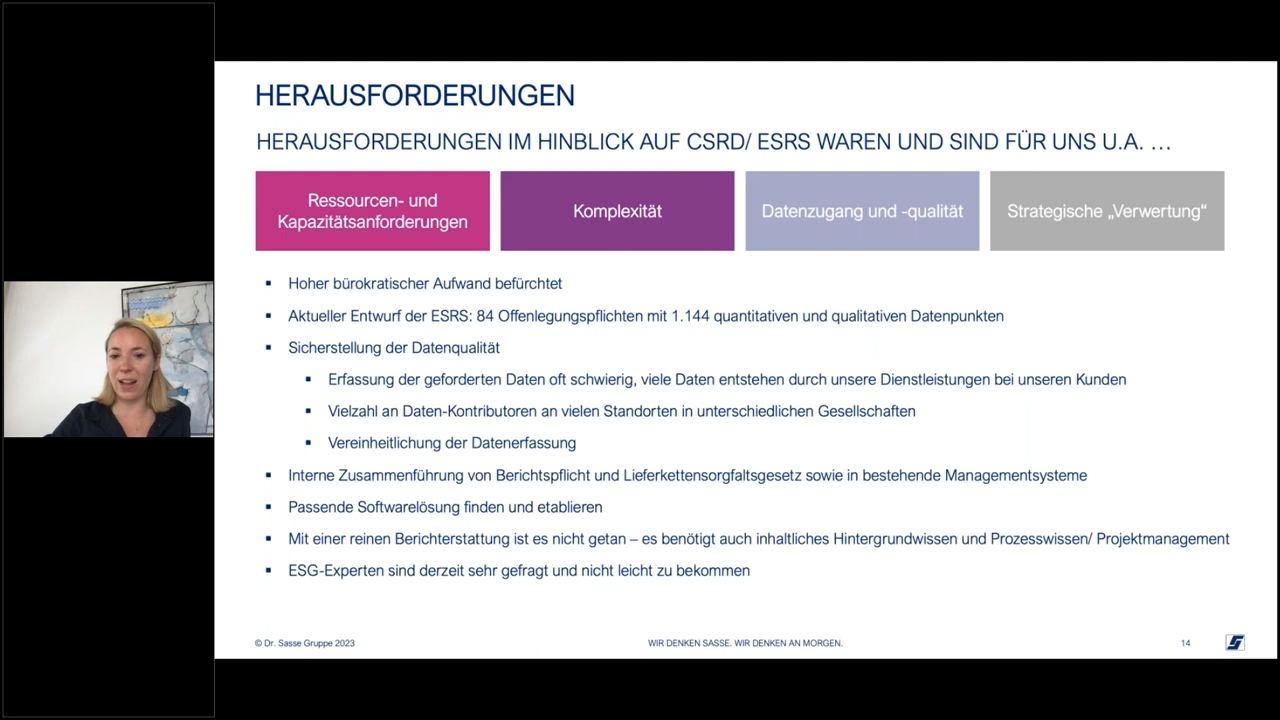 HERAUSFORDERUNGEN
HERAUSFORDERUNGEN IM HINBLICK AUF CSRD/ ESRS WAREN UND SIND FÜR UNS U.A. …
Ressourcen- und
Kapazitätsanforderungen
Komplexität
Datenzugang und -qualität
Strategische „Verwertung“
▪ Hoher bürokratischer Aufwand befürchtet
▪ Aktueller Entwurf der ESRS: 84 Offenlegungspflichten mit 1.144 quantitativen und qualitativen Datenpunkten
▪ Sicherstellung der Datenqualität
▪ Erfassung der geforderten Daten oft schwierig, viele Daten entstehen durch unsere Dienstleistungen bei unseren Kunden
▪ Vielzahl an Daten-Kontributoren an vielen Standorten in unterschiedlichen Gesellschaften
▪ Vereinheitlichung der Datenerfassung
▪ Interne Zusammenführung von Berichtspflicht und Lieferkettensorgfaltsgesetz sowie in bestehende Managementsysteme
▪ Passende Softwarelösung finden und etablieren
▪ Mit einer reinen Berichterstattung ist es nicht getan – es benötigt auch inhaltliches Hintergrundwissen und Prozesswissen/ Projektmanagement
▪ ESG-Experten sind derzeit sehr gefragt und nicht leicht zu bekommen
© Dr. Sasse Gruppe 2023
WIR DENKEN SASSE. WIR DENKEN AN MORGEN.
14